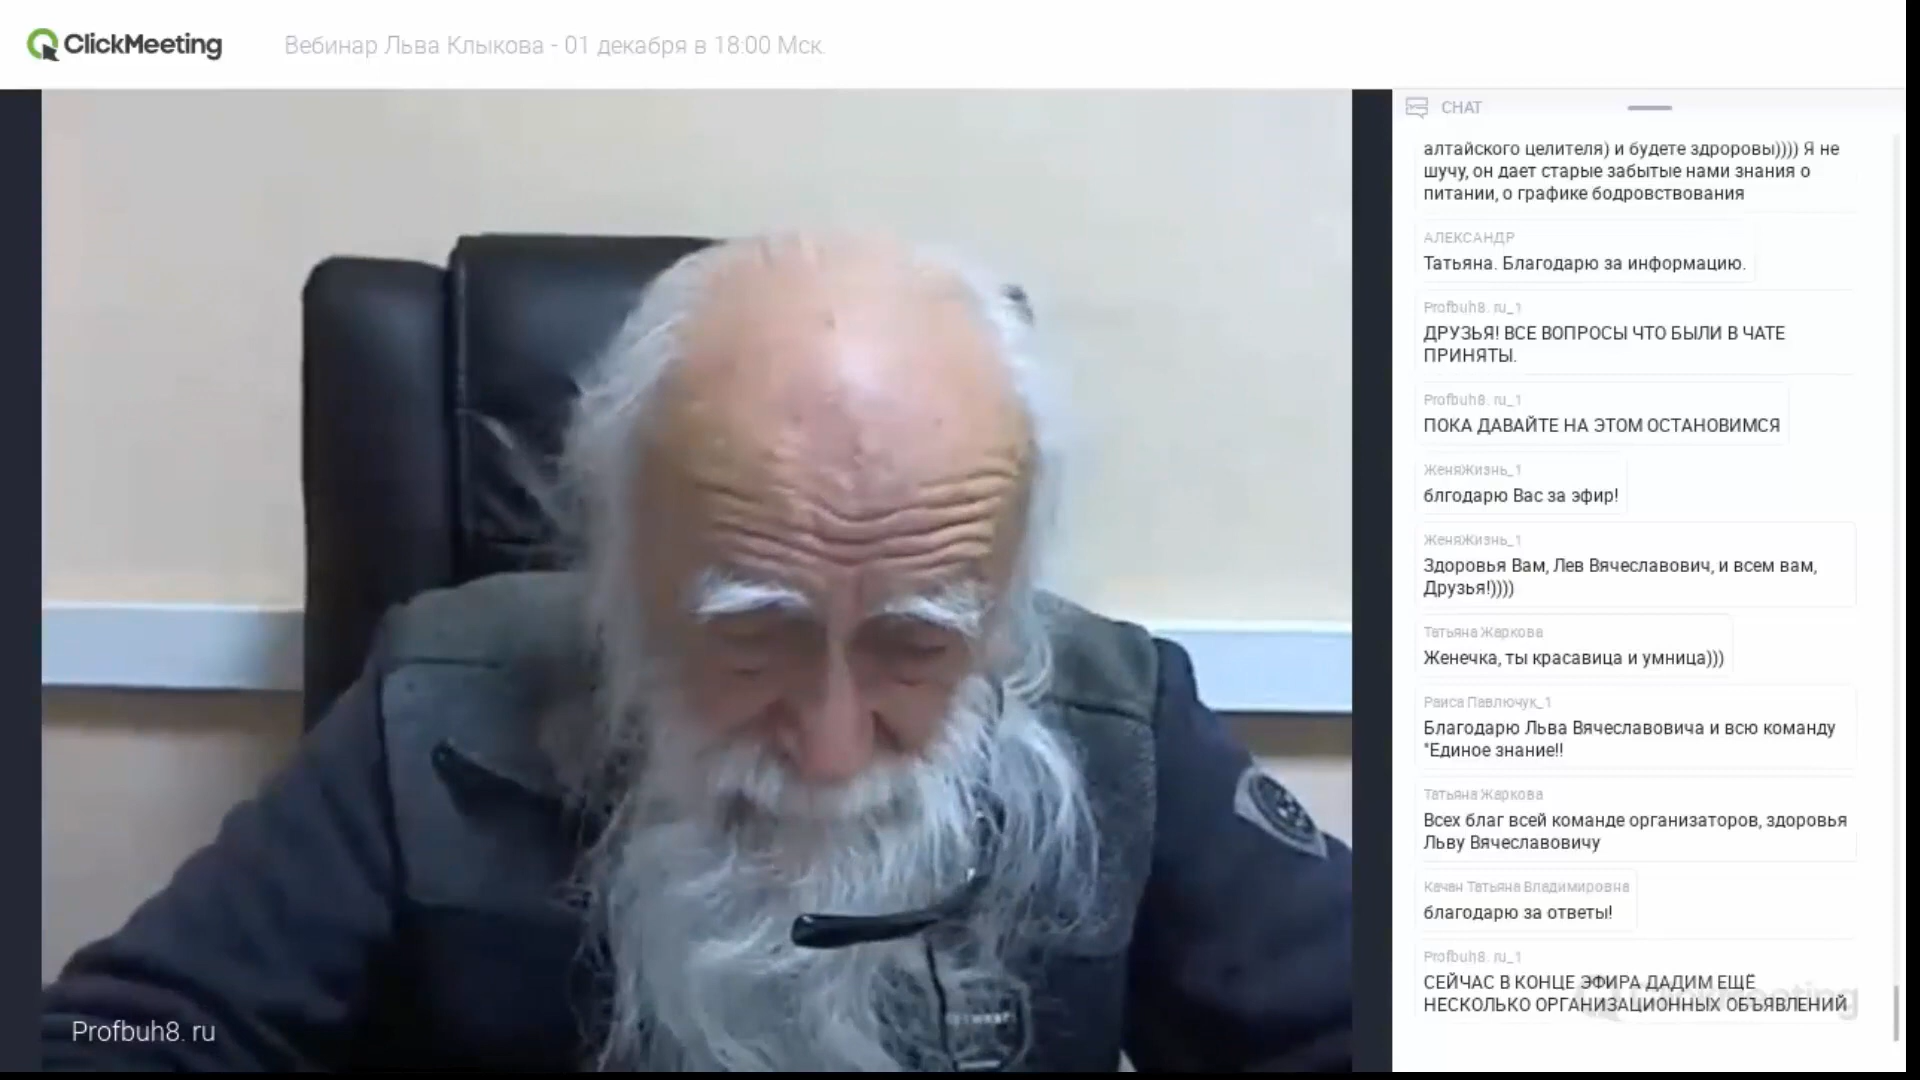 ClickMeeting
Вебинар Льва Клыкова - 01 декабря в 18:00 Мск.
CHAT
алтайского целителя) и будете здроровы)))) Я не
шучу, он дает старые забытые нами знания о
питании, о графике бодровствования
АЛЕКСАНДР
Татьяна. Благодарю за информацию.
Profbuh8. ru_1
ДРУЗЬЯ! ВСЕ ВОПРОСЫ ЧТО БЫЛИ В ЧАТЕ
ПРИНЯТЫ.
Profbuh8. ru_1
ПОКА ДАВАЙТЕ НА ЭТОМ ОСТАНОВИМСЯ
ЖеняЖизнь_1
блгодарю Вас за эфир!
ЖеняЖизнь_1
Здоровья Вам, Лев Вячеславович, и всем вам,
Друзья!))))
Татьяна Жаркова
Женечка, ты красавица и умница)))
Раиса Павлючук_1
Благодарю Льва Вячеславовича и всю команду
"Единое знание!!
Татьяна Жаркова
Всех благ всей команде организаторов, здоровья
Льву Вячеславовичу
Качан Татьяна Владимировна
благодарю за ответы!
Profbuh8. ru_1
СЕЙЧАС В КОНЦЕ ЭФИРА ДАДИМ ЕЩЁ
НЕСКОЛЬКО ОРГАНИЗАЦИОННЫХ ОБЪЯВЛЕНИЙ
Profbuh8. ru